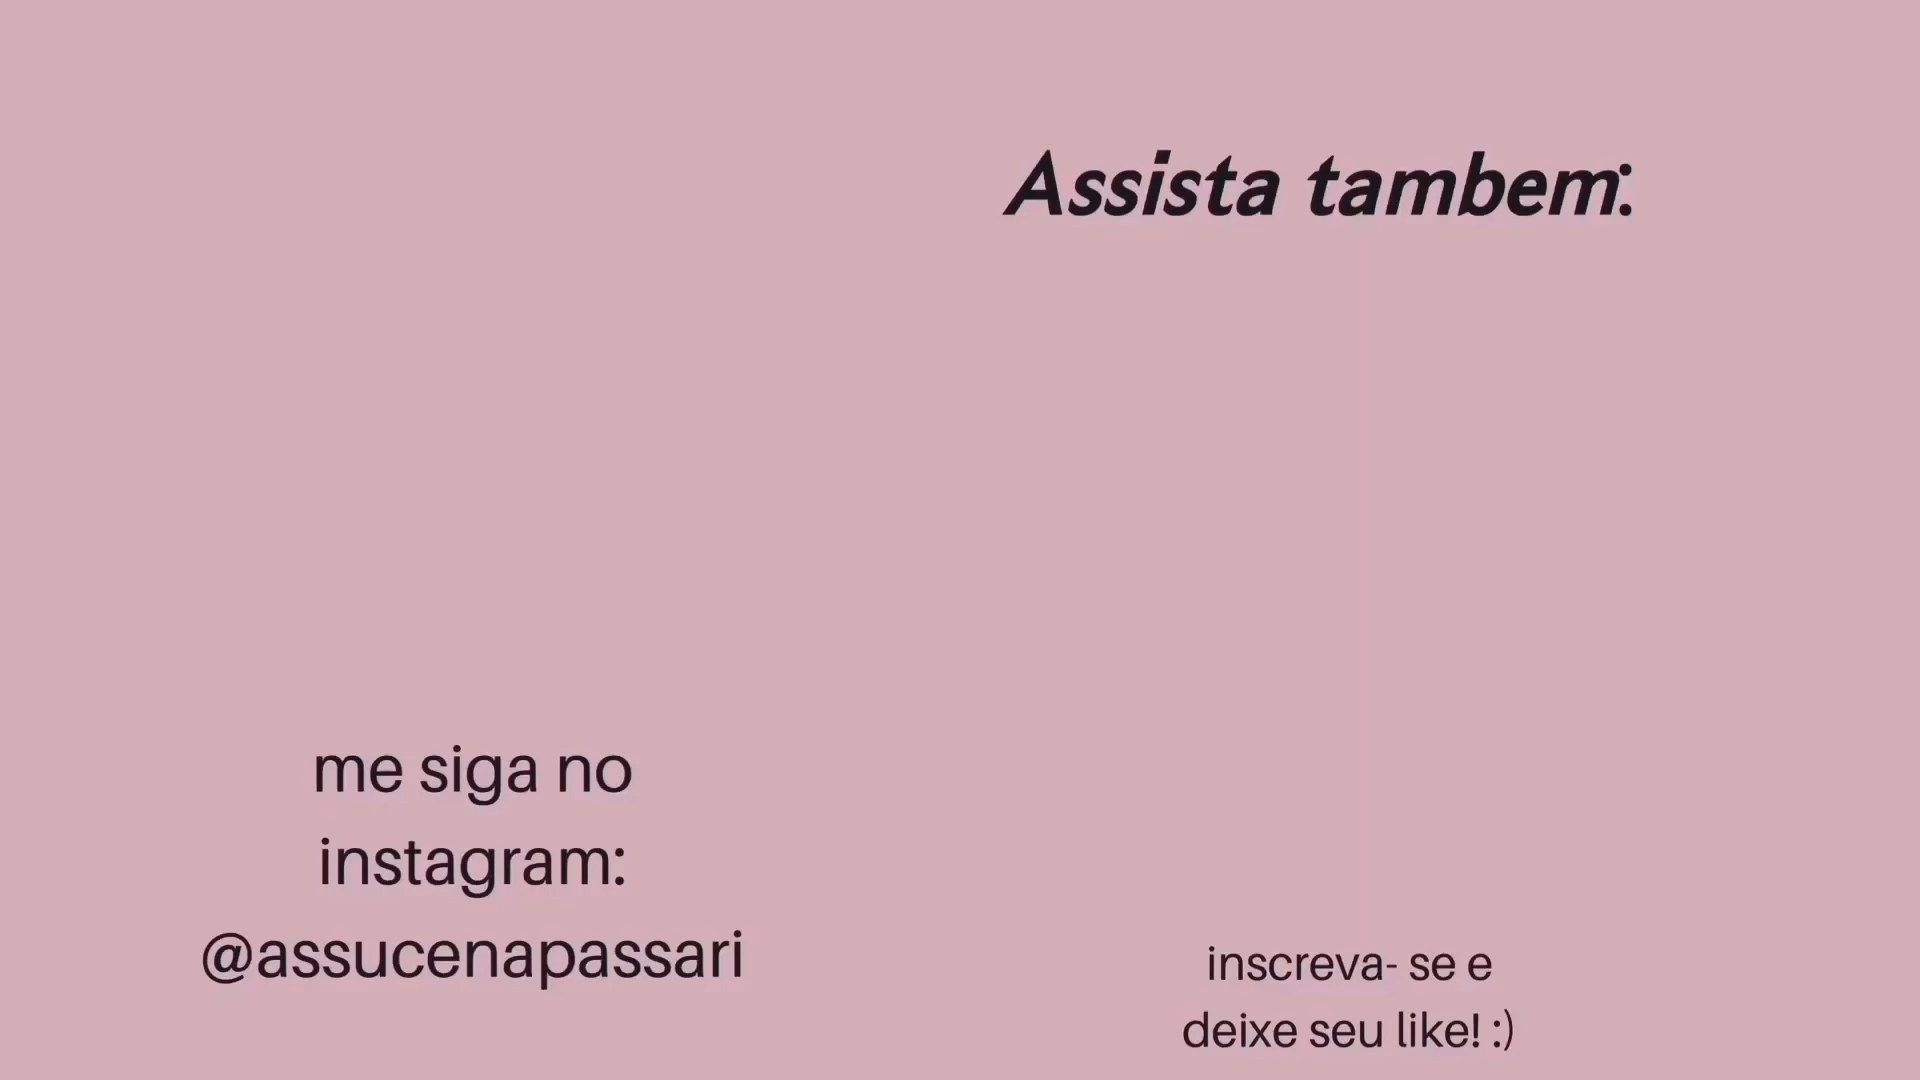 Assista tambem:
me siga no
instagram:
@assucenapassari
inscreva- se e
deixe seu like! :)